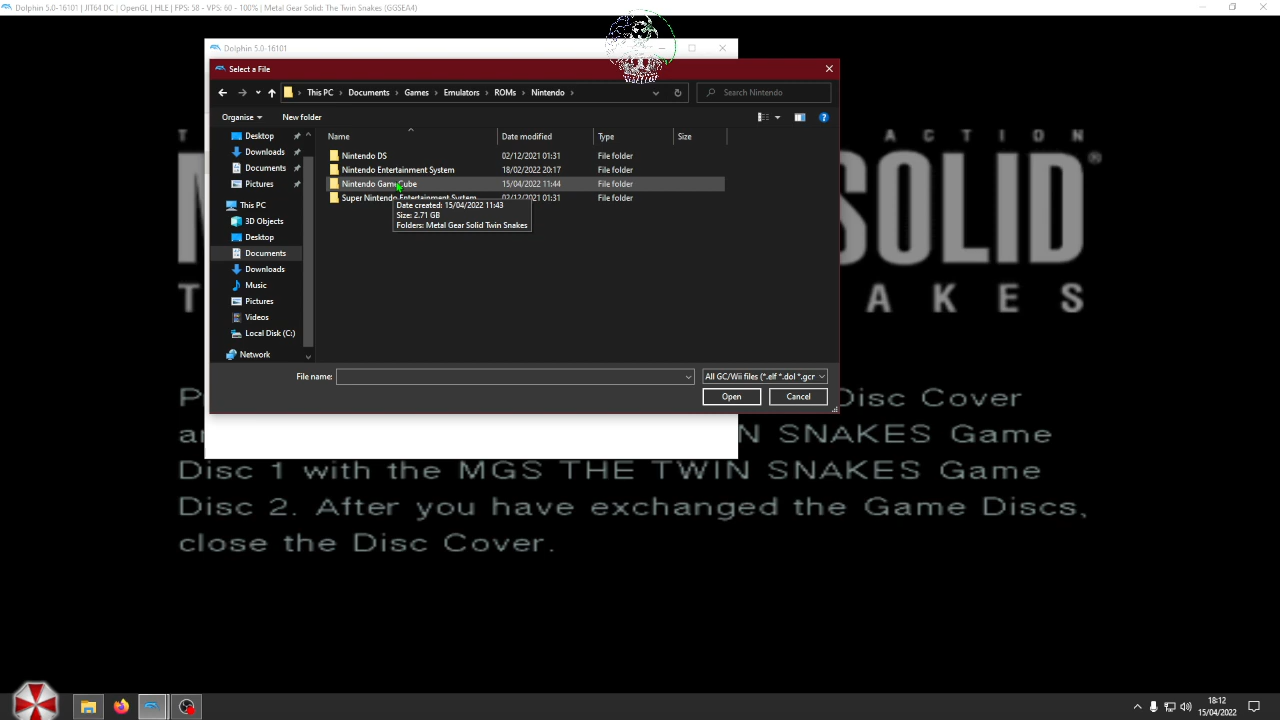 Dolphin 5.0-16101 | JIT64 DC | OpenGL | HLE | FPS: 58 - VPS: 60 - 100% | Metal Gear Solid: The Twin Snakes (GGSEA4)
Dolphin 5.0-16101
Select a File
This PC Documents Games Emulators ROMs Nintendo
Search Nintendo
Organise New folder
Name Date modified Type Size
Desktop
Downloads
Documents
Pictures
This PC
3D Objects
Desktop
Documents
Downloads
Music
Pictures
Videos
Local Disk (C:)
Network
Nintendo DS 02/12/2021 01:31 File folder
Nintendo Entertainment System 18/02/2022 20:17 File folder
Nintendo GameCube 15/04/2022 11:44 File folder
Super Nintendo Entertainment System 02/12/2021 01:31 File folder
Date created: 15/04/2022 11:43
Size: 2.71 GB
Folders: Metal Gear Solid Twin Snakes
File name:
All GC/Wii files (*.elf *.dol *.gcr
Open Cancel
T A C T I O N
M SOLID®
T A K E S
P Disc Cover
an N SNAKES Game
Disc 1 with the MGS THE TWIN SNAKES Game
Disc 2. After you have exchanged the Game Discs,
close the Disc Cover.
18:12
15/04/2022